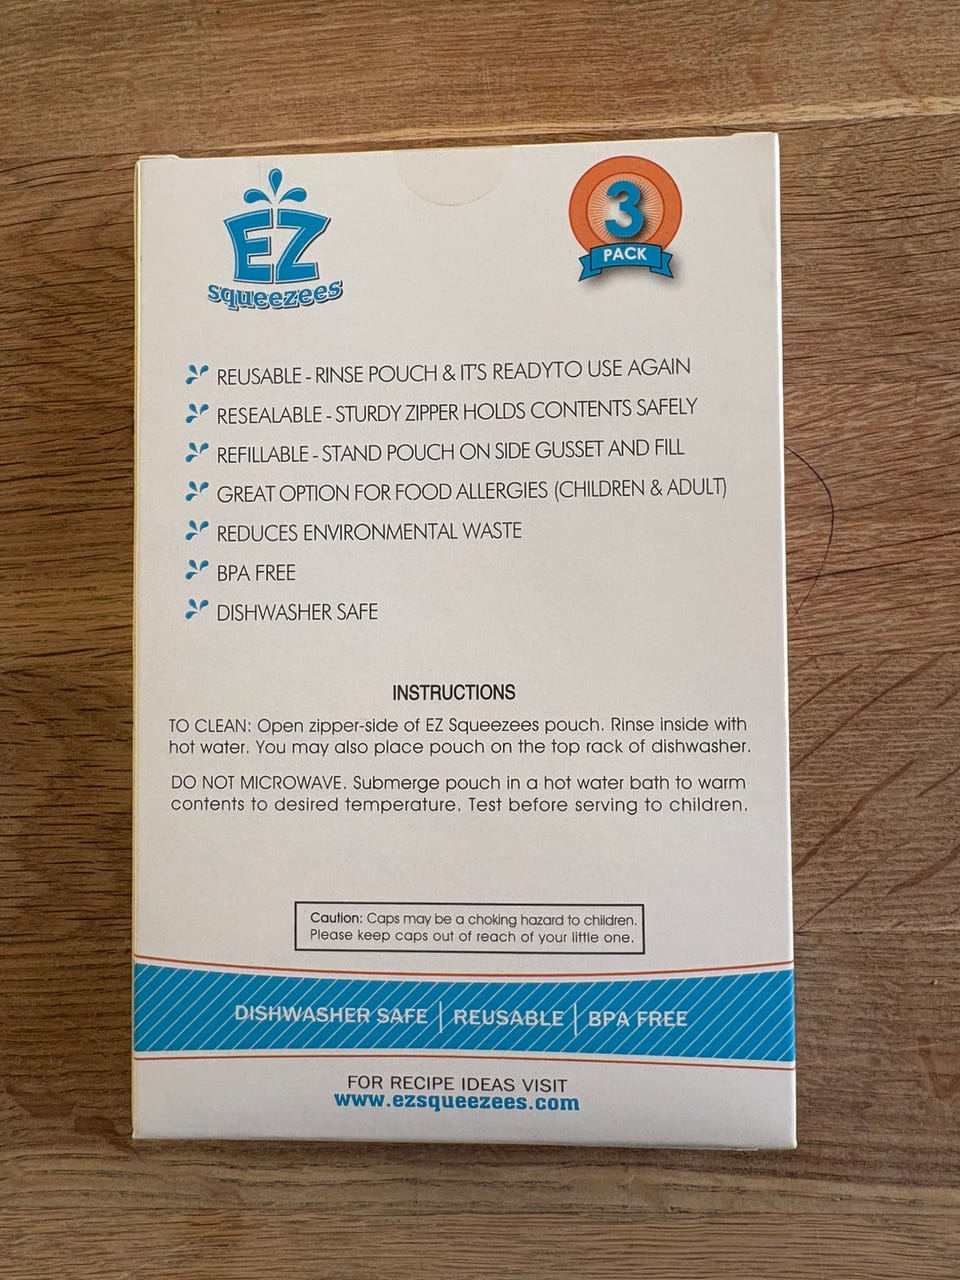 EZ
squeezees
3
PACK
REUSABLE - RINSE POUCH & IT'S READYTO USE AGAIN
RESEALABLE - STURDY ZIPPER HOLDS CONTENTS SAFELY
REFILLABLE - STAND POUCH ON SIDE GUSSET AND FILL
GREAT OPTION FOR FOOD ALLERGIES (CHILDREN & ADULT)
REDUCES ENVIRONMENTAL WASTE
BPA FREE
DISHWASHER SAFE
INSTRUCTIONS
TO CLEAN: Open zipper-side of EZ Squeezees pouch. Rinse inside with
hot water. You may also place pouch on the top rack of dishwasher.
DO NOT MICROWAVE. Submerge pouch in a hot water bath to warm
contents to desired temperature. Test before serving to children.
Caution: Caps may be a choking hazard to children.
Please keep caps out of reach of your little one.
DISHWASHER SAFE | REUSABLE | BPA FREE
FOR RECIPE IDEAS VISIT
www.ezsqueezees.com